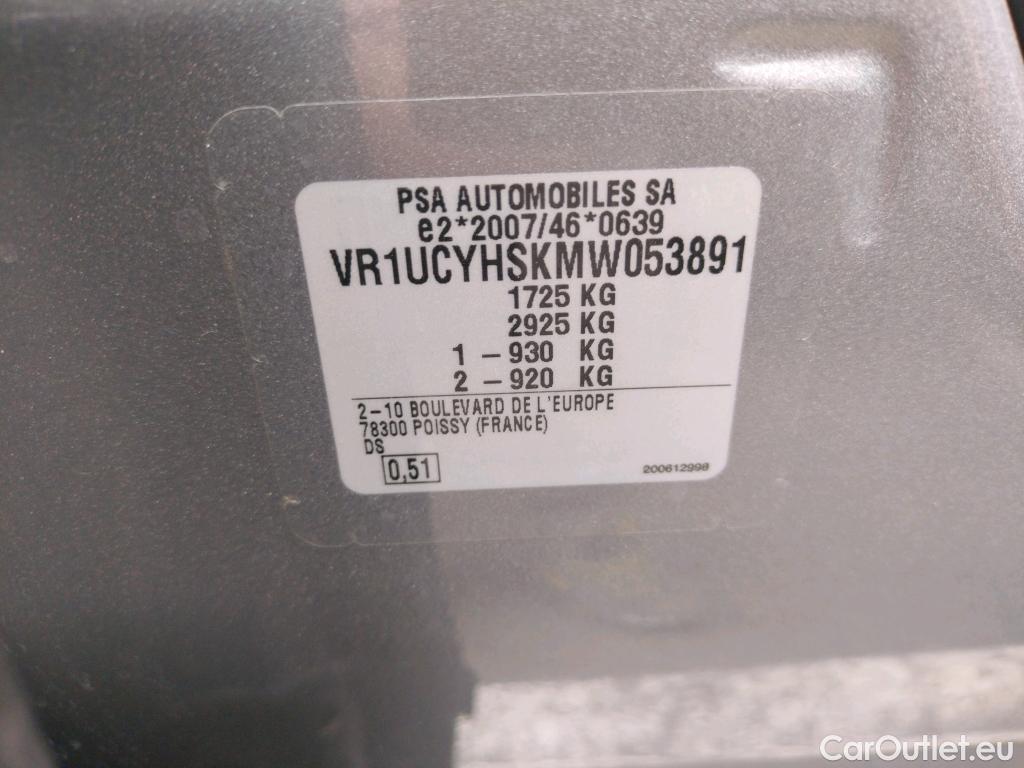 PSA AUTOMOBILES SA
e2*2007/46*0639
VR1UCYHSKMW053891
1725 KG
2925 KG
1 - 930 KG
2 - 920 KG
2-10 BOULEVARD DE L'EUROPE
78300 POISSY (FRANCE)
DS
0,51
200612998
CarOutlet.eu